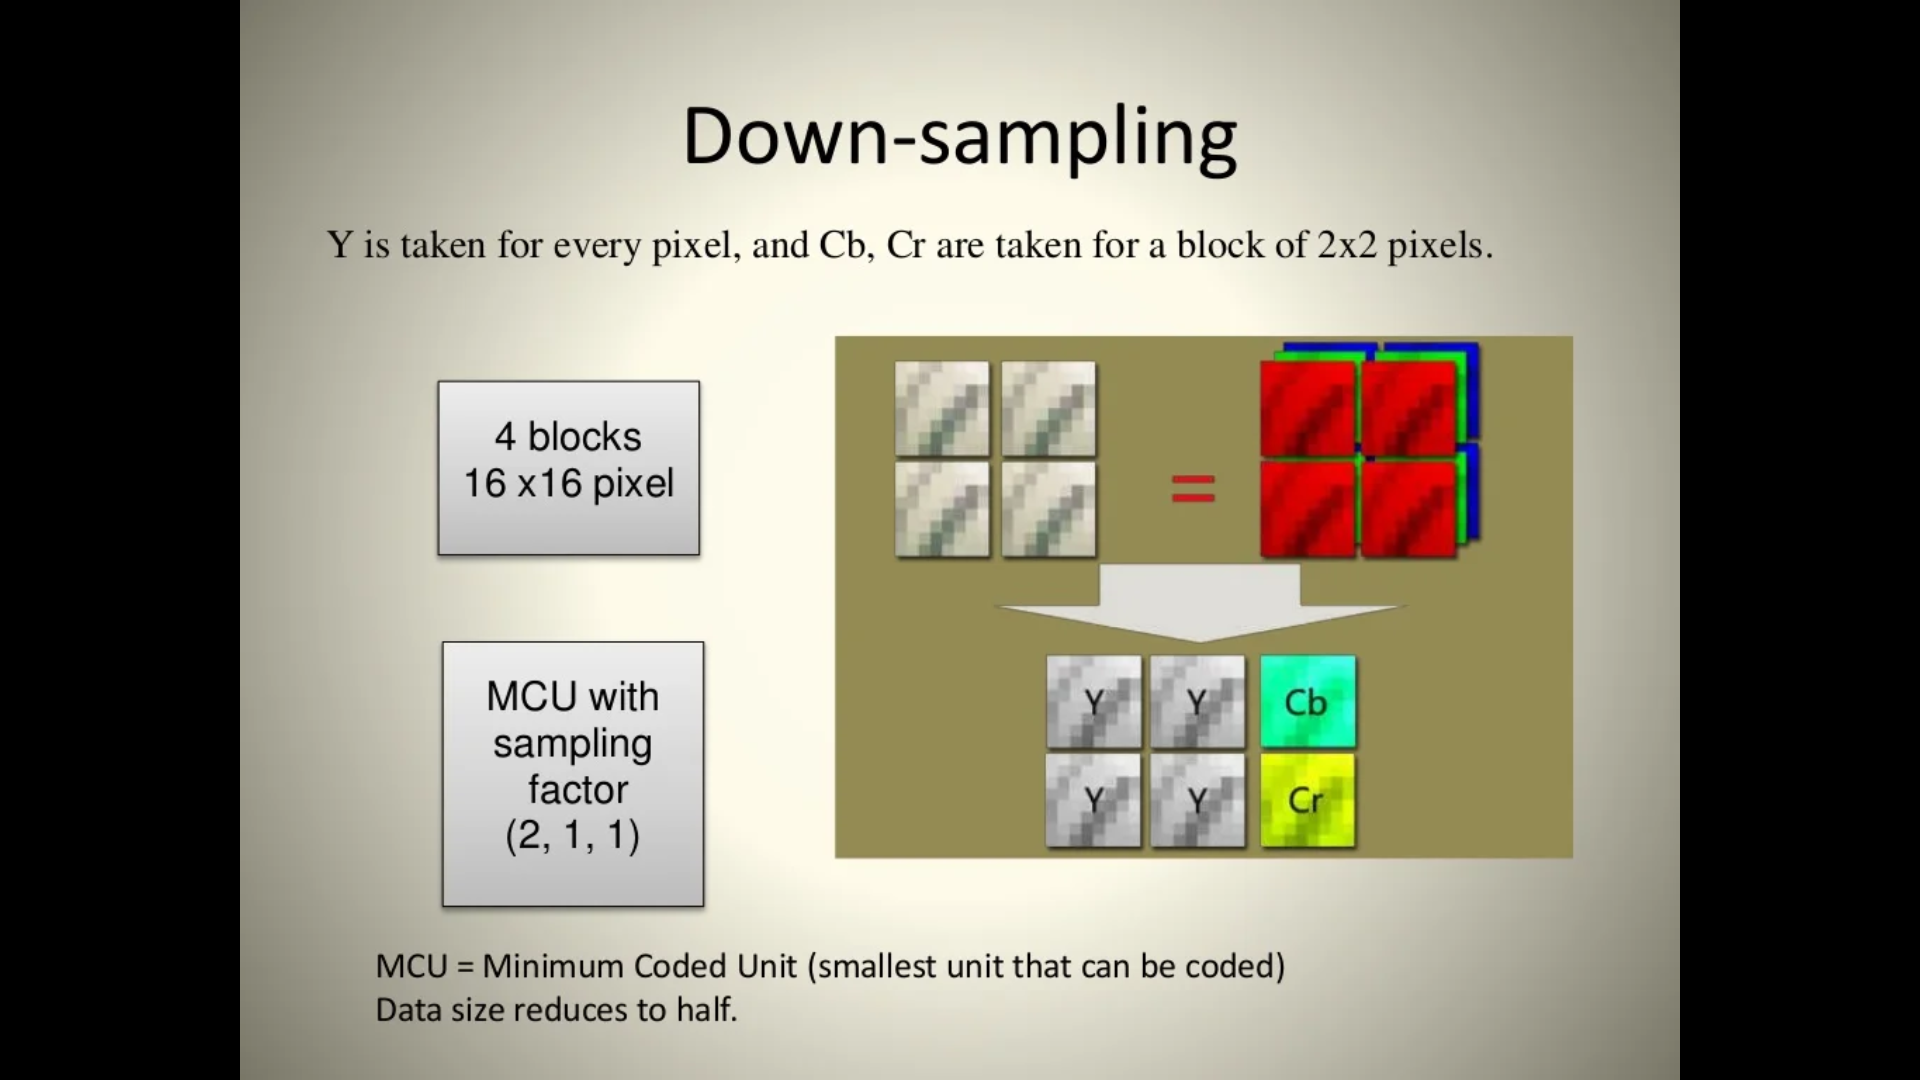 Down-sampling
Y is taken for every pixel, and Cb, Cr are taken for a block of 2x2 pixels.
4 blocks
16 x16 pixel
=
Y Y Cb
Y Y Cr
MCU with
sampling
factor
(2, 1, 1)
MCU = Minimum Coded Unit (smallest unit that can be coded)
Data size reduces to half.